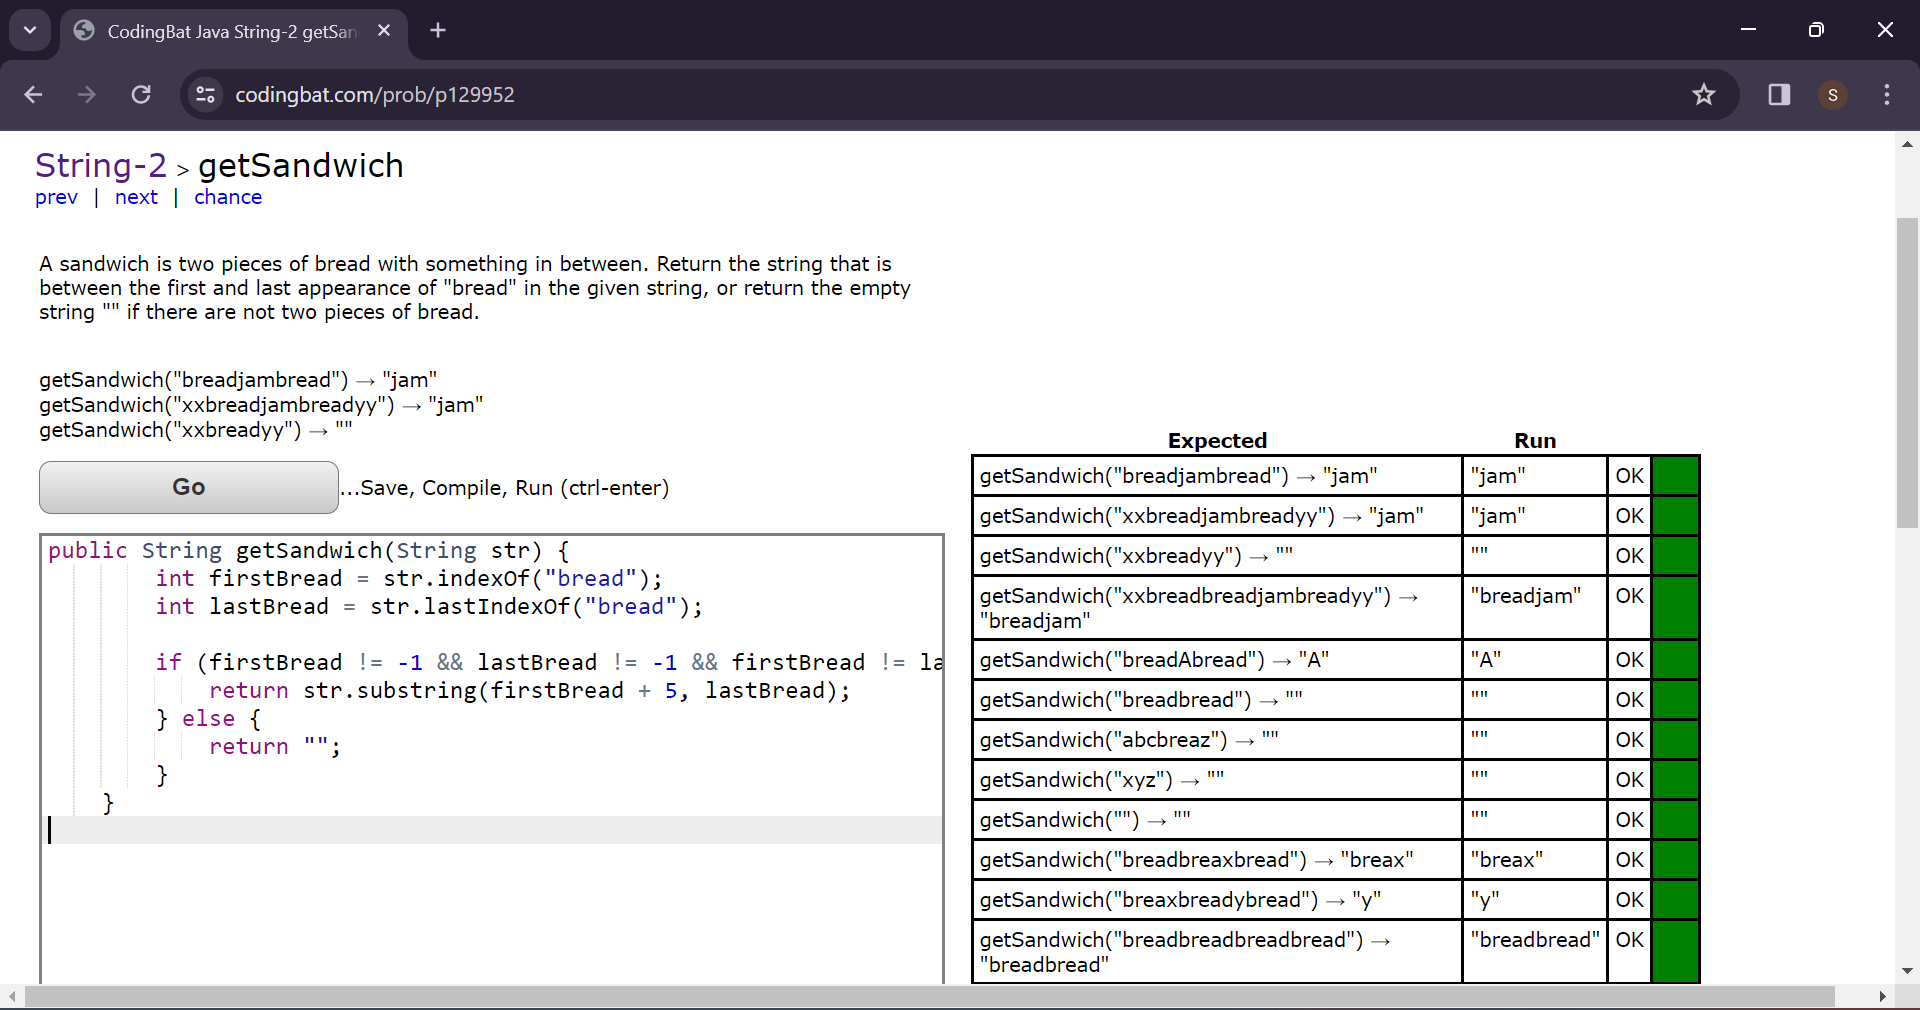 CodingBat Java String-2 getSan
codingbat.com/prob/p129952
S
String-2 > getSandwich
prev | next | chance
A sandwich is two pieces of bread with something in between. Return the string that is
between the first and last appearance of "bread" in the given string, or return the empty
string "" if there are not two pieces of bread.
getSandwich("breadjambread") → "jam"
getSandwich("xxbreadjambreadyy") → "jam"
getSandwich("xxbreadyy") → ""
Go ...Save, Compile, Run (ctrl-enter)
public String getSandwich(String str) {
int firstBread = str.indexOf("bread");
int lastBread = str.lastIndexOf("bread");
if (firstBread != -1 && lastBread != -1 && firstBread != la
return str.substring(firstBread + 5, lastBread);
} else {
return "";
}
}
Expected Run
getSandwich("breadjambread") → "jam" "jam" OK
getSandwich("xxbreadjambreadyy") → "jam" "jam" OK
getSandwich("xxbreadyy") → "" "" OK
getSandwich("xxbreadbreadjambreadyy") → "breadjam" OK
"breadjam"
getSandwich("breadAbread") → "A" "A" OK
getSandwich("breadbread") → "" "" OK
getSandwich("abcbreaz") → "" "" OK
getSandwich("xyz") → "" "" OK
getSandwich("") → "" "" OK
getSandwich("breadbreaxbread") → "breax" "breax" OK
getSandwich("breaxbreadybread") → "y" "y" OK
getSandwich("breadbreadbreadbread") → "breadbread" OK
"breadbread"